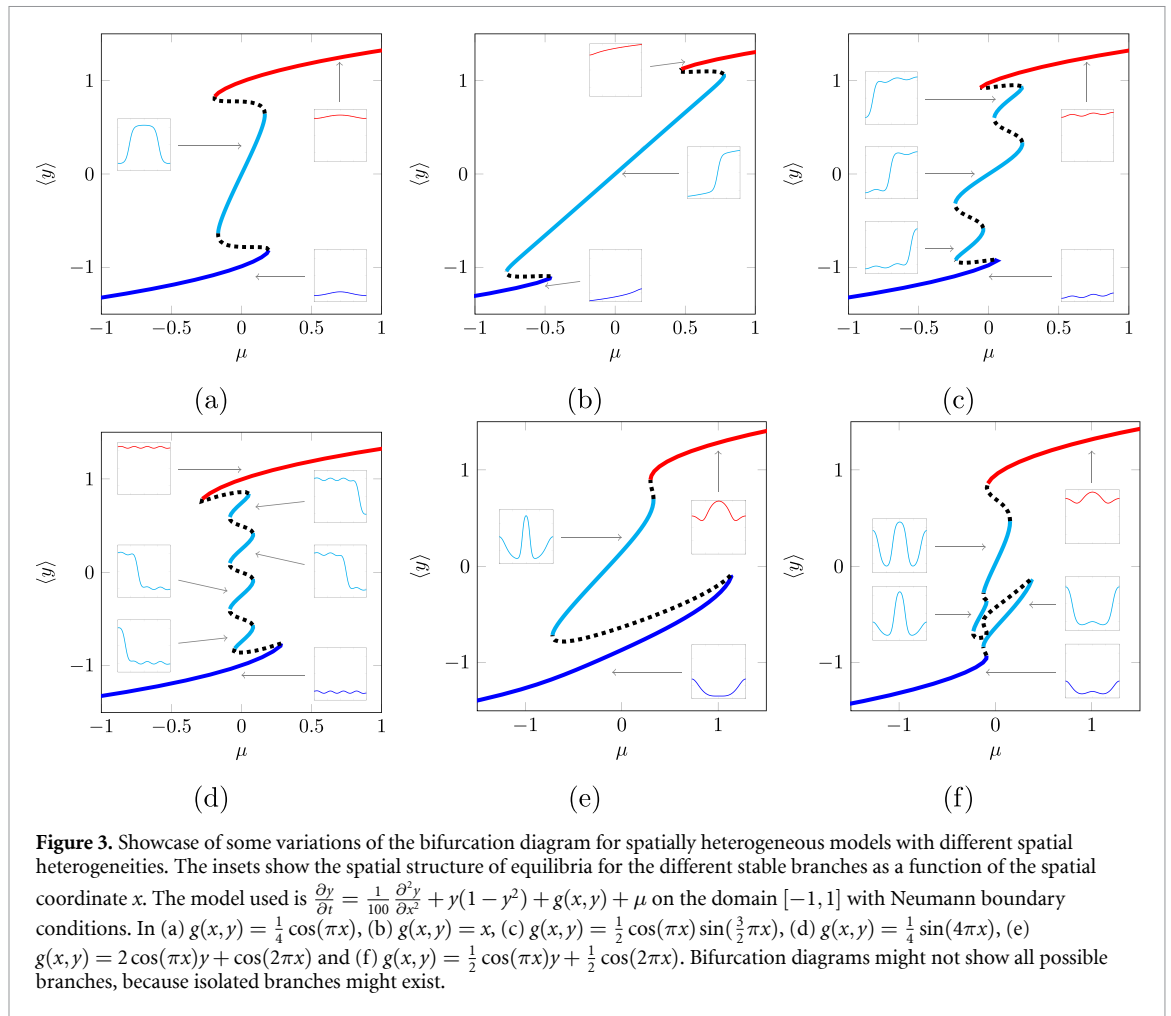 1
0
−1
⟨y⟩
−1
−0.5
0
0.5
1
μ
(a)
1
0
−1
⟨y⟩
−1
−0.5
0
0.5
1
μ
(b)
1
0
−1
⟨y⟩
−1
−0.5
0
0.5
1
μ
(c)
1
0
−1
⟨y⟩
−1
−0.5
0
0.5
1
μ
(d)
1
0
−1
⟨y⟩
−1
0
1
μ
(e)
1
0
−1
⟨y⟩
−1
0
1
μ
(f)
Figure 3. Showcase of some variations of the bifurcation diagram for spatially heterogeneous models with different spatial
heterogeneities. The insets show the spatial structure of equilibria for the different stable branches as a function of the spatial
coordinate x. The model used is ∂y/∂t = 1/100 ∂²y/∂x² + y(1 − y²) + g(x, y) + μ on the domain [−1, 1] with Neumann boundary
conditions. In (a) g(x, y) = 1/4 cos(πx), (b) g(x, y) = x, (c) g(x, y) = 1/2 cos(πx) sin(3/2 πx), (d) g(x, y) = 1/4 sin(4πx), (e)
g(x, y) = 2 cos(πx)y + cos(2πx) and (f) g(x, y) = 1/2 cos(πx)y + 1/2 cos(2πx). Bifurcation diagrams might not show all possible
branches, because isolated branches might exist.